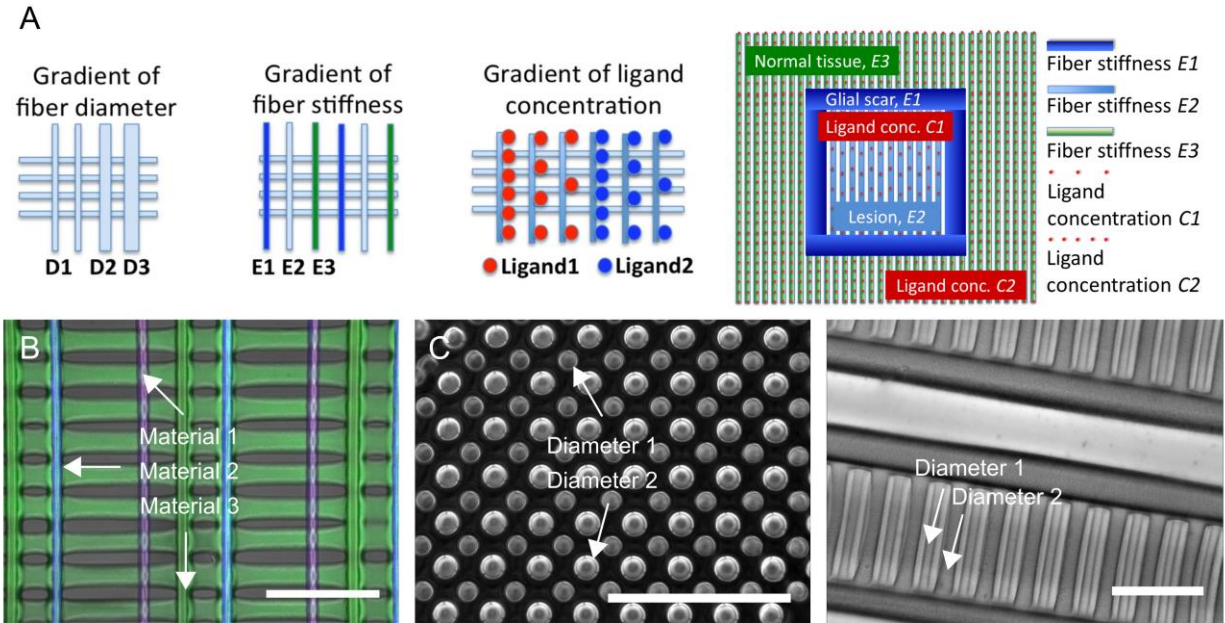 A
Gradient of
fiber diameter
D1 D2 D3
Gradient of
fiber stiffness
E1 E2 E3
Gradient of ligand
concentration
Ligand1 Ligand2
Normal tissue, E3
Glial scar, E1
Ligand conc. C1
Lesion, E2
Ligand conc. C2
Fiber stiffness E1
Fiber stiffness E2
Fiber stiffness E3
Ligand
concentration C1
Ligand
concentration C2
B
Material 1
Material 2
Material 3
C
Diameter 1
Diameter 2
Diameter 1
Diameter 2